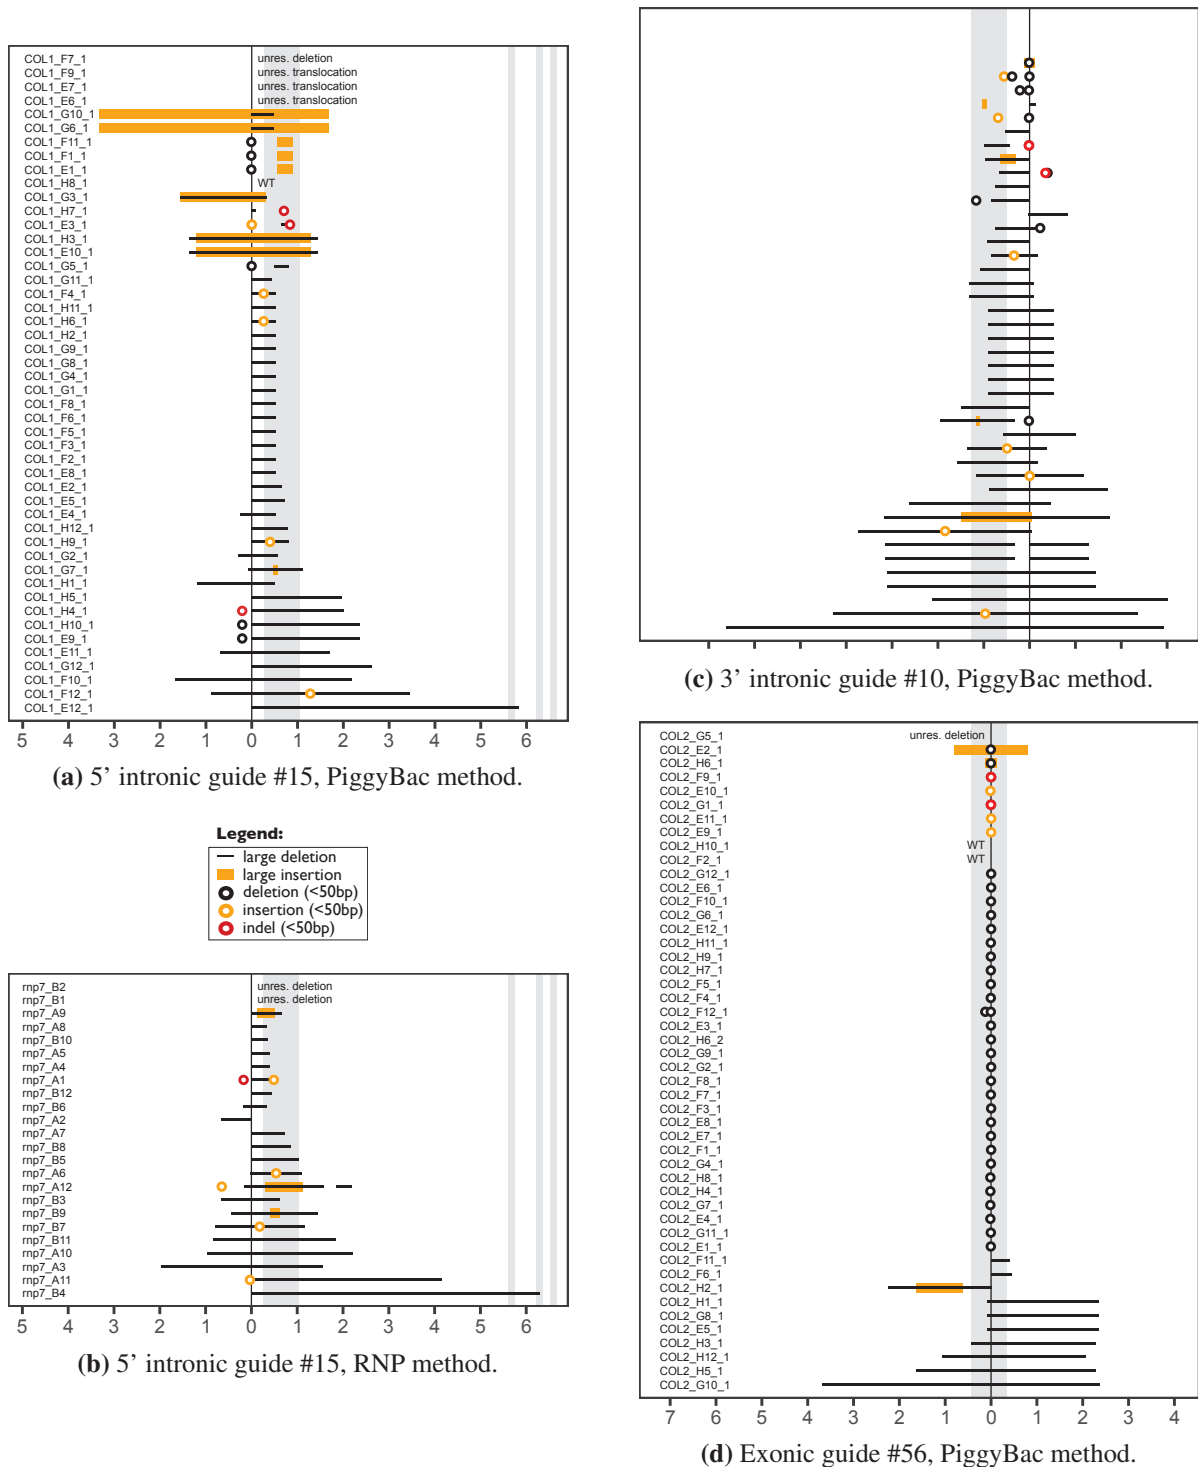 COL1_F7_1 unres. deletion
COL1_F9_1 unres. translocation
COL1_E7_1 unres. translocation
COL1_E6_1 unres. translocation
COL1_G10_1
COL1_G6_1
COL1_F11_1
COL1_F1_1
COL1_E1_1
COL1_H8_1 WT
COL1_G3_1
COL1_H7_1
COL1_E3_1
COL1_H3_1
COL1_E10_1
COL1_G5_1
COL1_G11_1
COL1_F4_1
COL1_H11_1
COL1_H6_1
COL1_H2_1
COL1_G9_1
COL1_G8_1
COL1_G4_1
COL1_G1_1
COL1_F8_1
COL1_F6_1
COL1_F5_1
COL1_F3_1
COL1_F2_1
COL1_E8_1
COL1_E2_1
COL1_E5_1
COL1_E4_1
COL1_H12_1
COL1_H9_1
COL1_G2_1
COL1_G7_1
COL1_H1_1
COL1_H5_1
COL1_H4_1
COL1_H10_1
COL1_E9_1
COL1_E11_1
COL1_G12_1
COL1_F10_1
COL1_F12_1
COL1_E12_1
5 4 3 2 1 0 1 2 3 4 5 6
(a) 5' intronic guide #15, PiggyBac method.
Legend:
large deletion
large insertion
deletion (<50bp)
insertion (<50bp)
indel (<50bp)
rnp7_B2 unres. deletion
rnp7_B1 unres. deletion
rnp7_A9
rnp7_A8
rnp7_B10
rnp7_A5
rnp7_A4
rnp7_A1
rnp7_B12
rnp7_B6
rnp7_A2
rnp7_A7
rnp7_B8
rnp7_B5
rnp7_A6
rnp7_A12
rnp7_B3
rnp7_B9
rnp7_B7
rnp7_B11
rnp7_A10
rnp7_A3
rnp7_A11
rnp7_B4
5 4 3 2 1 0 1 2 3 4 5 6
(b) 5' intronic guide #15, RNP method.
(c) 3' intronic guide #10, PiggyBac method.
COL2_G5_1 unres. deletion
COL2_E2_1
COL2_H6_1
COL2_F9_1
COL2_E10_1
COL2_G1_1
COL2_E11_1
COL2_E9_1
COL2_H10_1 WT
COL2_F2_1 WT
COL2_G12_1
COL2_E6_1
COL2_F10_1
COL2_G6_1
COL2_E12_1
COL2_H11_1
COL2_H9_1
COL2_H7_1
COL2_F5_1
COL2_F4_1
COL2_F12_1
COL2_E3_1
COL2_H6_2
COL2_G9_1
COL2_G2_1
COL2_F8_1
COL2_F7_1
COL2_F3_1
COL2_E8_1
COL2_E7_1
COL2_F1_1
COL2_G4_1
COL2_H8_1
COL2_H4_1
COL2_G7_1
COL2_E4_1
COL2_G11_1
COL2_E1_1
COL2_F11_1
COL2_F6_1
COL2_H2_1
COL2_H1_1
COL2_G8_1
COL2_E5_1
COL2_H3_1
COL2_H12_1
COL2_H5_1
COL2_G10_1
7 6 5 4 3 2 1 0 1 2 3 4
(d) Exonic guide #56, PiggyBac method.